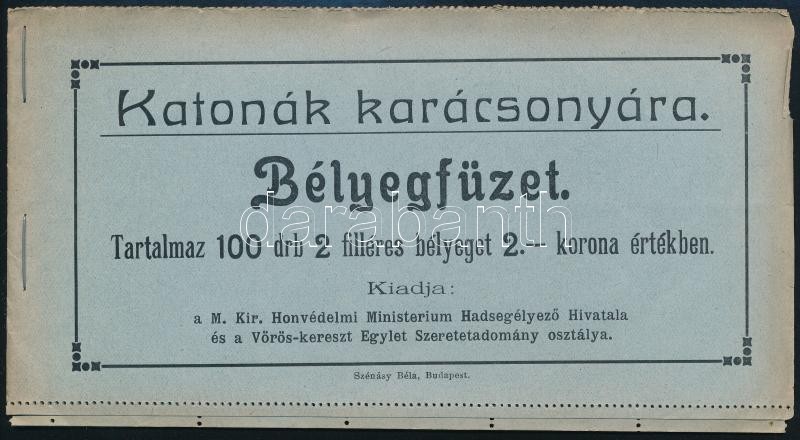 Katonák karácsonyára.
Bélyegfüzet.
darabanth
Tartalmaz 100 drb 2 filléres bélyeget 2.— korona értékben.
Kiadja:
a M. Kir. Honvédelmi Ministerium Hadsegélyező Hivatala
és a Vörös-kereszt Egylet Szeretetadomány osztálya.
Szénásy Béla, Budapest.